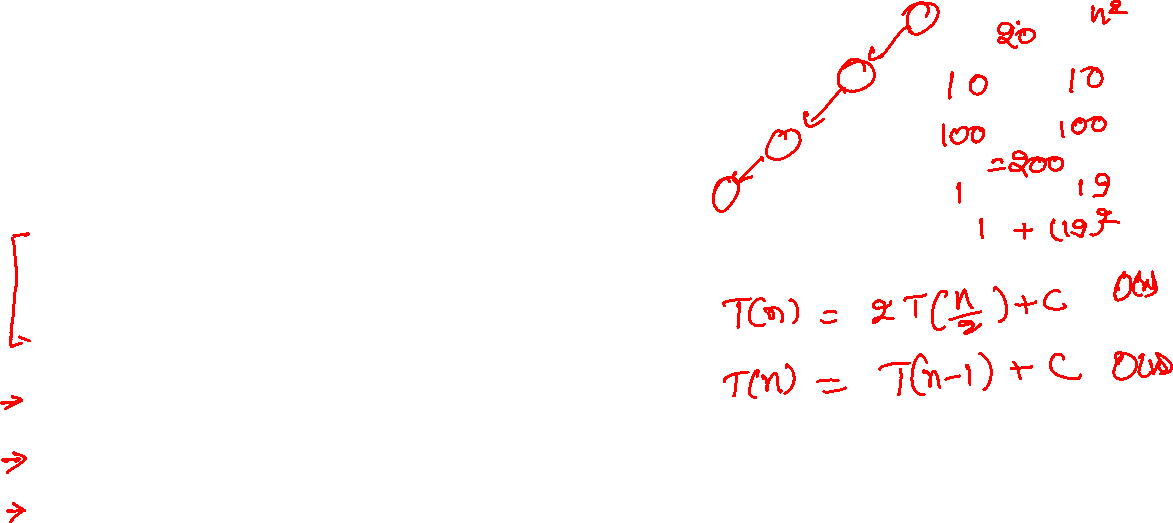 20 n²
10 10
100 100
=200
1 19
1 + (19)²
T(n) = 2T(n/2)+C O(n)
T(n) = T(n-1) + C O(n)